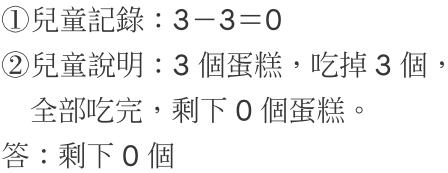 ①兒童記錄：3－3＝0
②兒童說明：3 個蛋糕，吃掉 3 個，
全部吃完，剩下 0 個蛋糕。
答：剩下 0 個